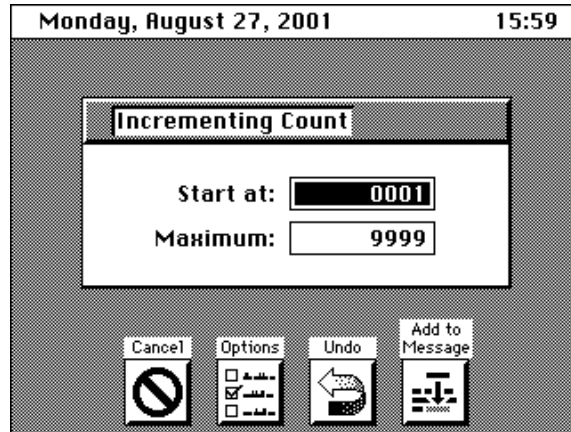 Monday, August 27, 2001 15:59
Incrementing Count
Start at: 0001
Maximum: 9999
Cancel Options Undo Add to Message